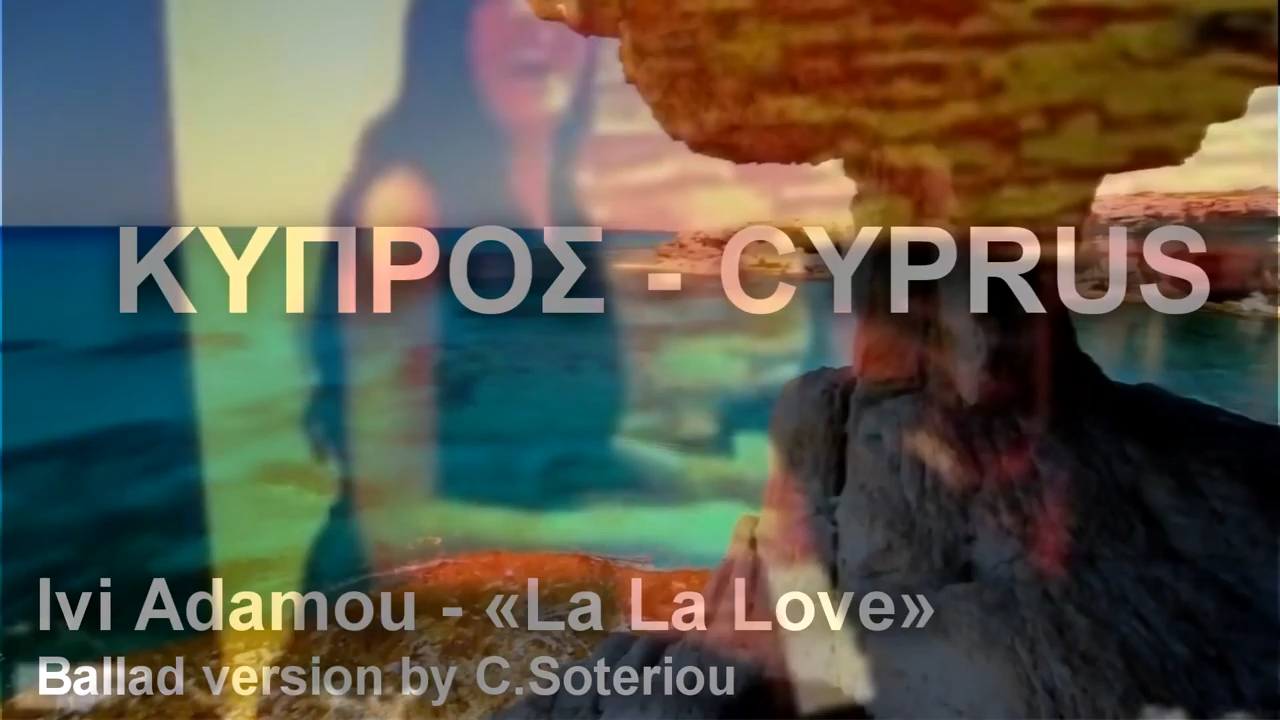 ΚΥΠΡΟΣ - CYPRUS
Ivi Adamou - «La La Love»
Ballad version by C.Soteriou